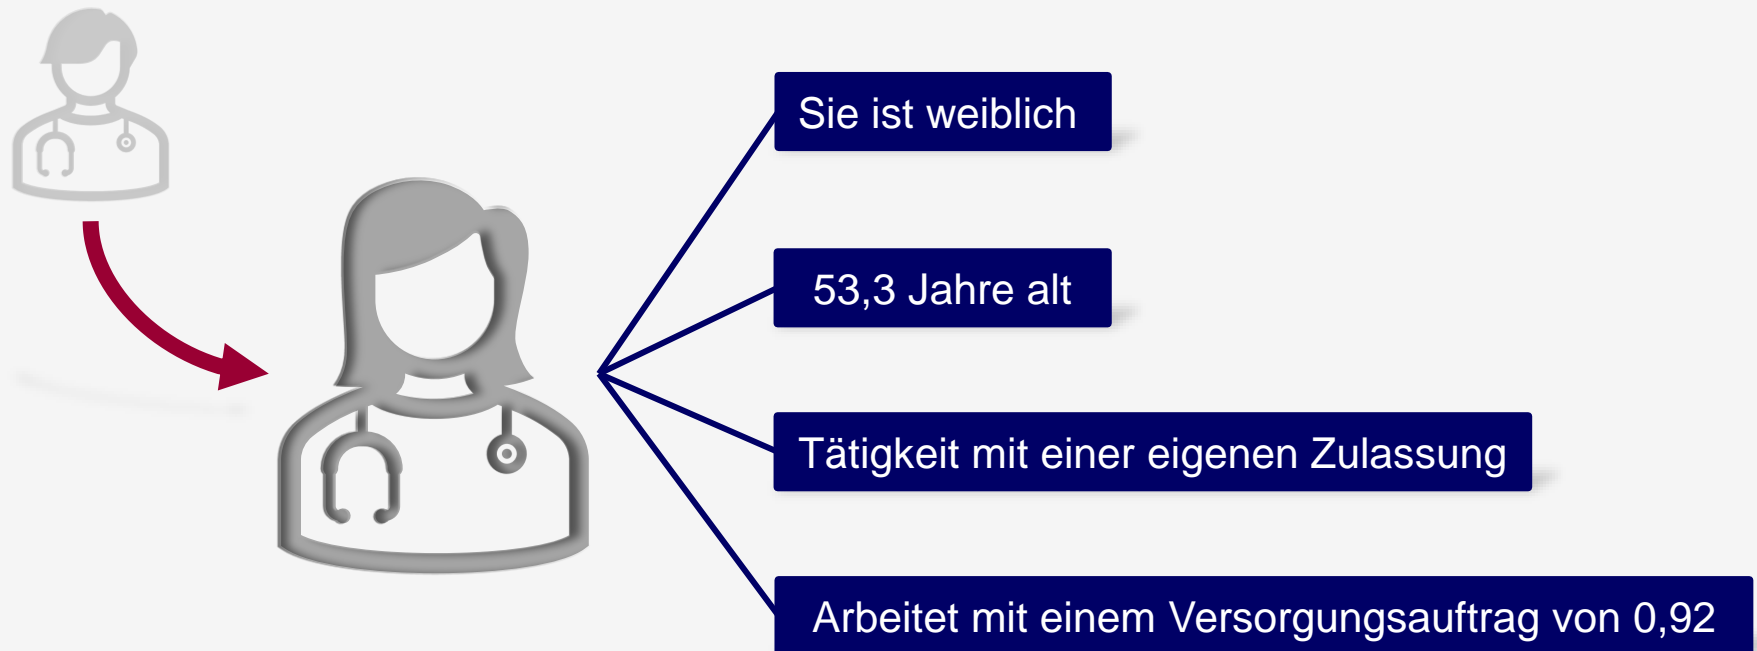 Sie ist weiblich
53,3 Jahre alt
Tätigkeit mit einer eigenen Zulassung
Arbeitet mit einem Versorgungsauftrag von 0,92